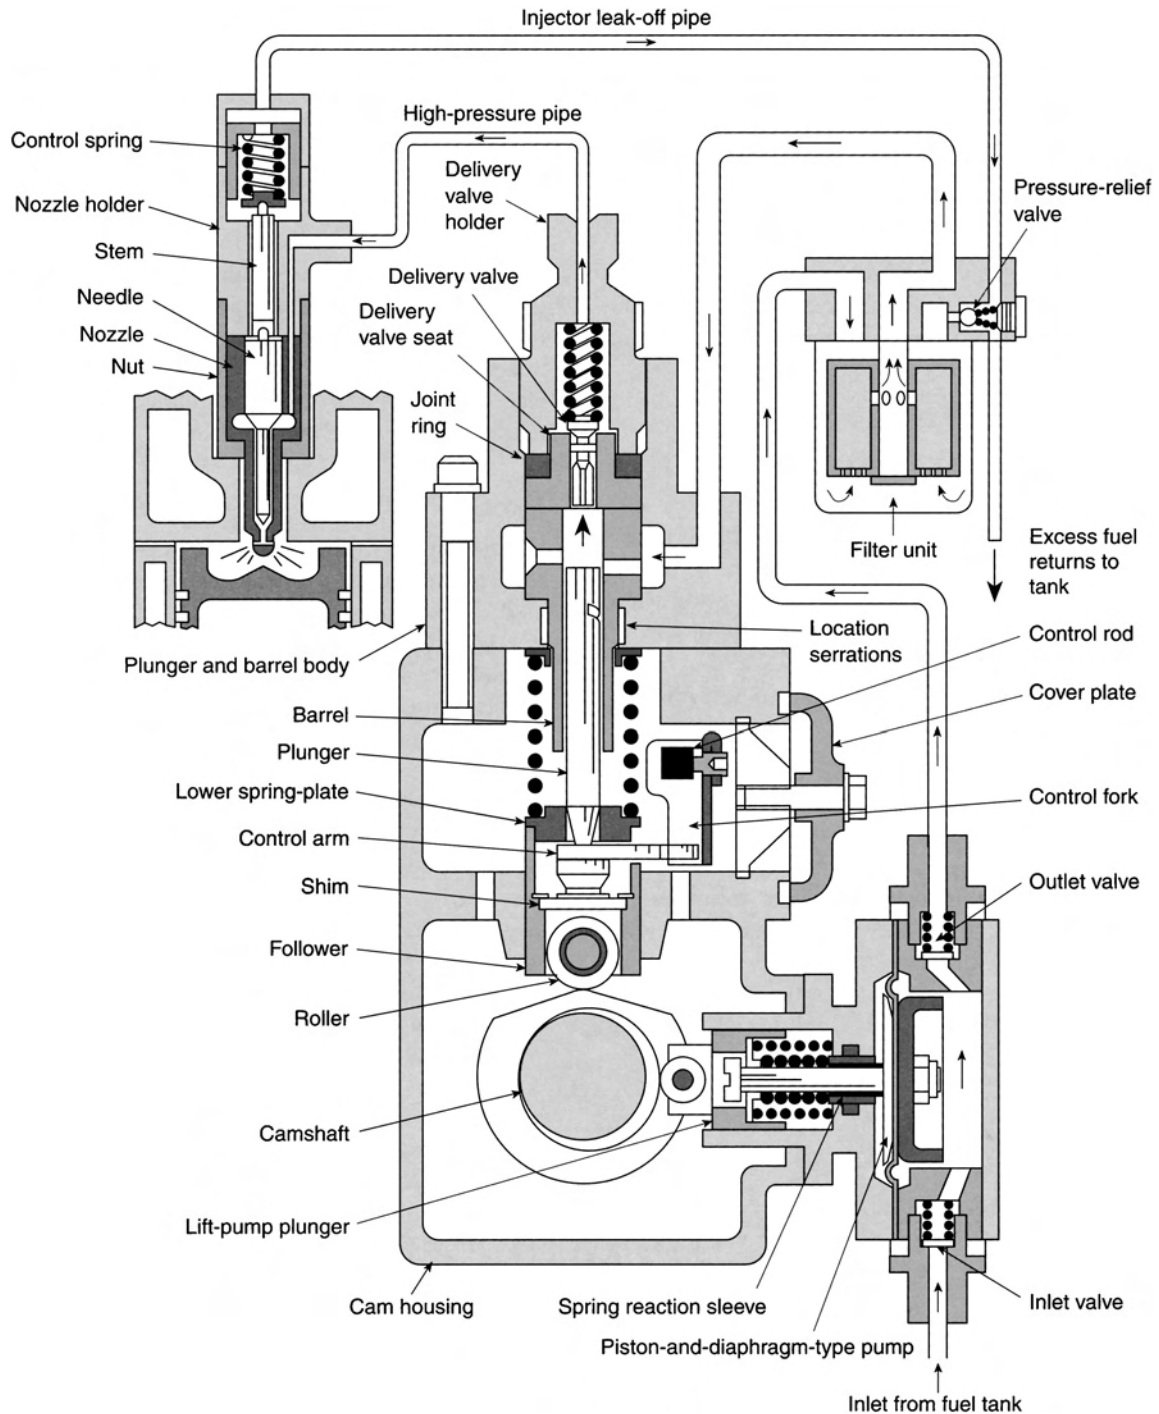 Injector leak-off pipe
High-pressure pipe
Control spring
Delivery
valve
holder
Pressure-relief
valve
Nozzle holder
Stem
Delivery valve
Needle
Delivery
valve seat
Nozzle
Nut
Joint
ring
Filter unit
Excess fuel
returns to
tank
Location
serrations
Control rod
Plunger and barrel body
Cover plate
Barrel
Plunger
Lower spring-plate
Control fork
Control arm
Shim
Outlet valve
Follower
Roller
Camshaft
Lift-pump plunger
Cam housing
Spring reaction sleeve
Inlet valve
Piston-and-diaphragm-type pump
Inlet from fuel tank